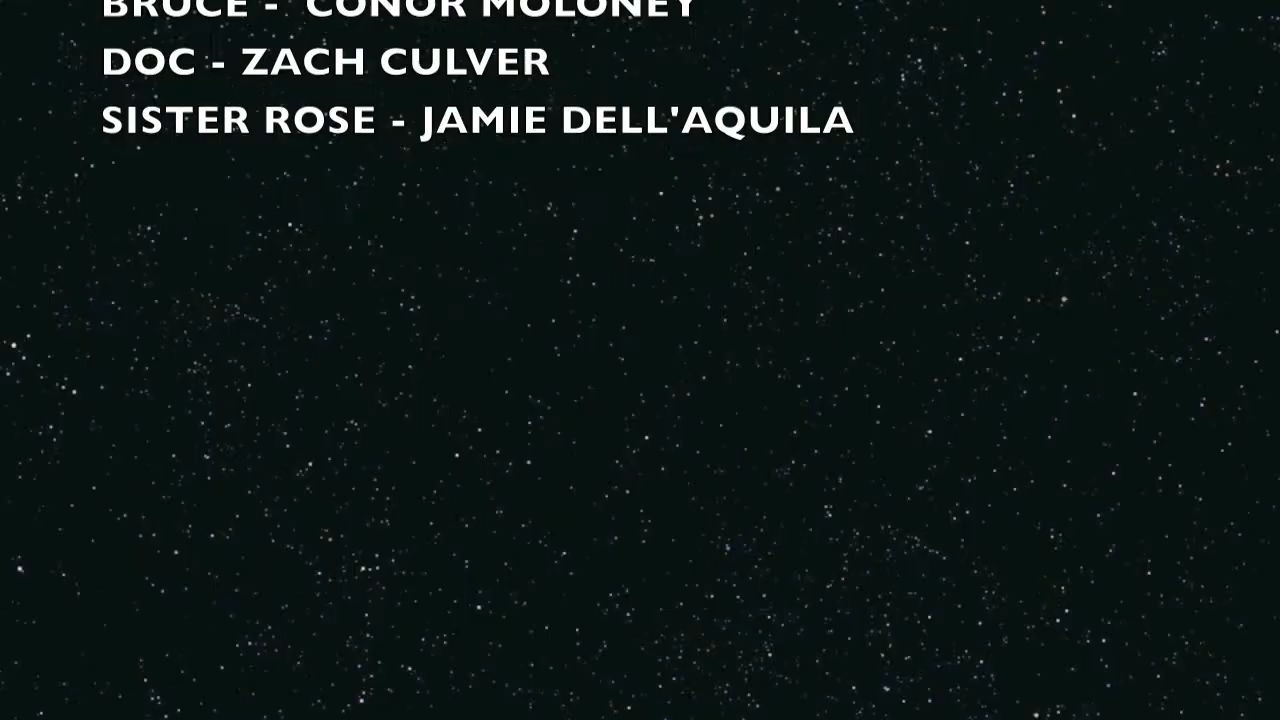 BRUCE - CONOR MOLONEY
DOC - ZACH CULVER
SISTER ROSE - JAMIE DELL'AQUILA